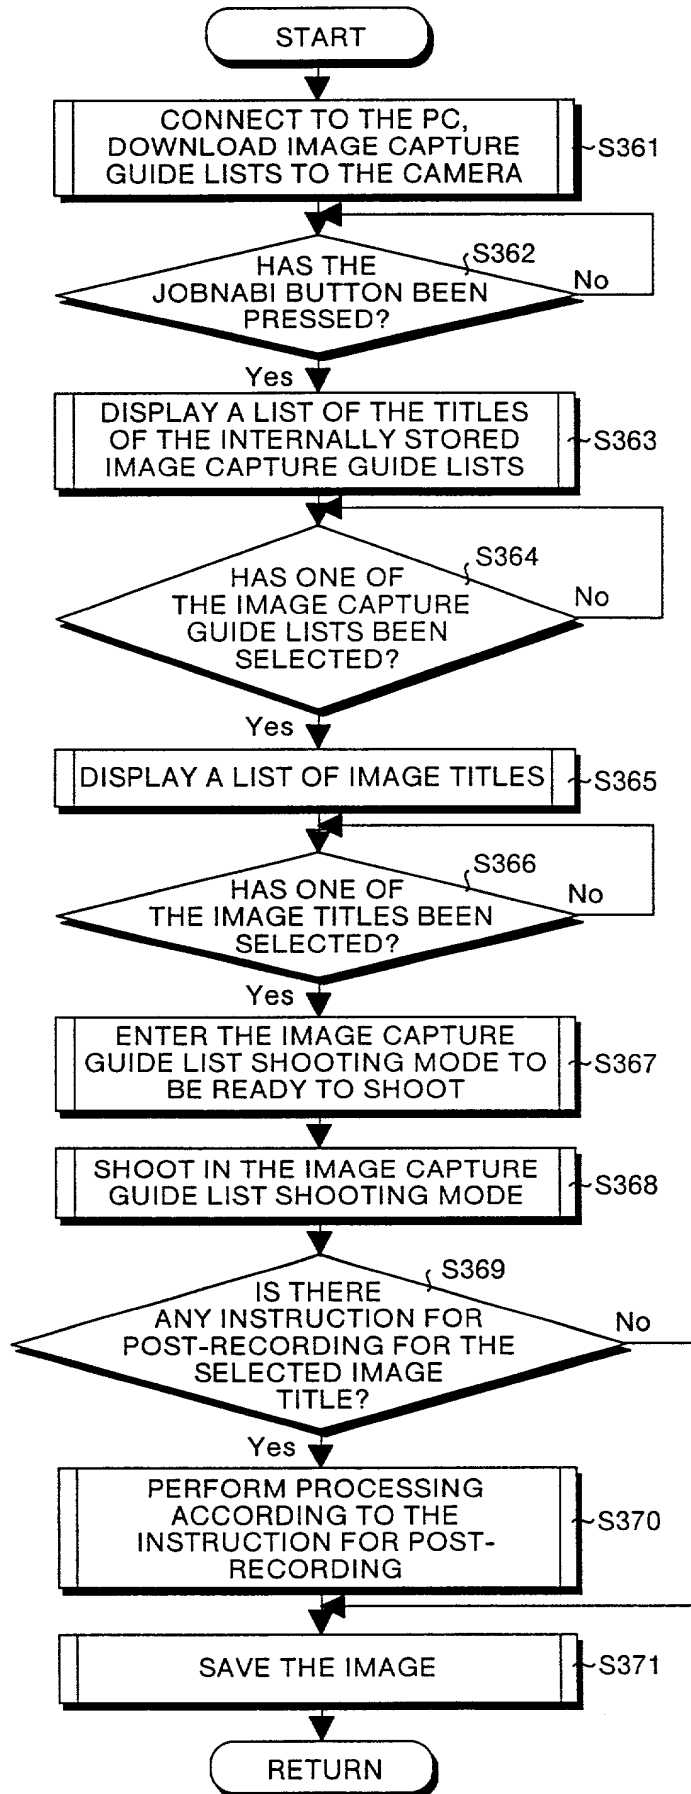 START
CONNECT TO THE PC,
DOWNLOAD IMAGE CAPTURE
GUIDE LISTS TO THE CAMERA
S361
S362
HAS THE
JOBNABI BUTTON BEEN
PRESSED?
No
Yes
DISPLAY A LIST OF THE TITLES
OF THE INTERNALLY STORED
IMAGE CAPTURE GUIDE LISTS
S363
S364
HAS ONE OF
THE IMAGE CAPTURE
GUIDE LISTS BEEN
SELECTED?
No
Yes
DISPLAY A LIST OF IMAGE TITLES
S365
S366
HAS ONE OF
THE IMAGE TITLES BEEN
SELECTED?
No
Yes
ENTER THE IMAGE CAPTURE
GUIDE LIST SHOOTING MODE TO
BE READY TO SHOOT
S367
SHOOT IN THE IMAGE CAPTURE
GUIDE LIST SHOOTING MODE
S368
S369
IS THERE
ANY INSTRUCTION FOR
POST-RECORDING FOR THE
SELECTED IMAGE
TITLE?
No
Yes
PERFORM PROCESSING
ACCORDING TO THE
INSTRUCTION FOR POST-
RECORDING
S370
SAVE THE IMAGE
S371
RETURN